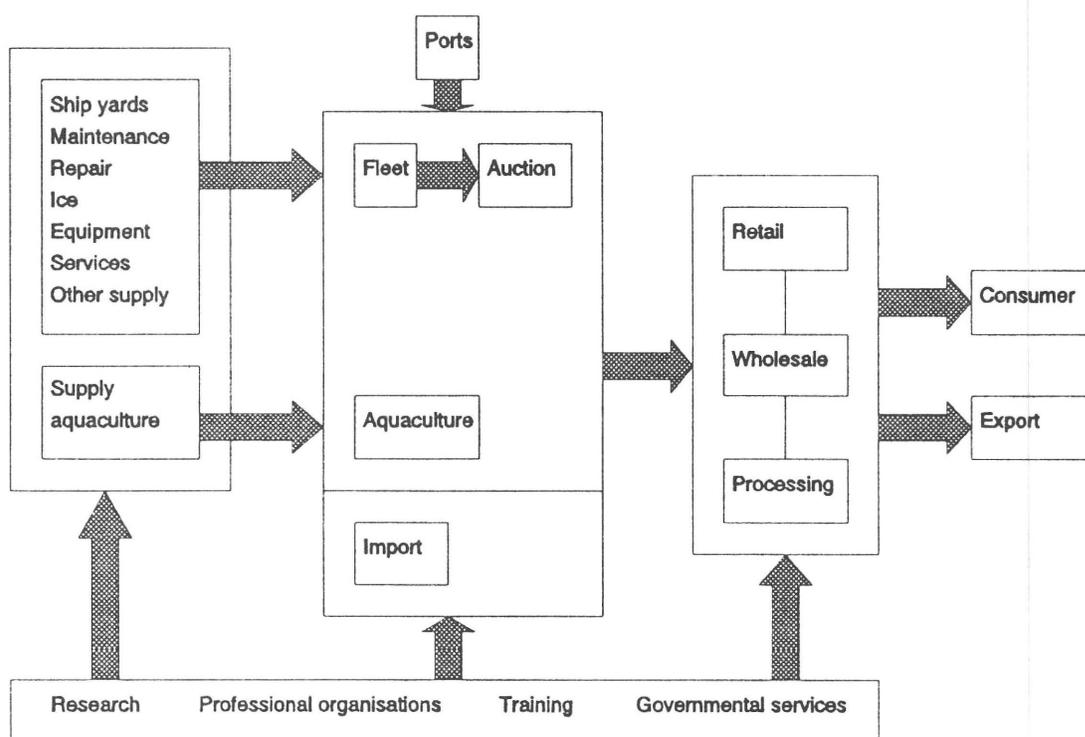 Ports
Ship yards
Maintenance
Repair
Ice
Equipment
Services
Other supply
Supply
aquaculture
Fleet
Auction
Aquaculture
Import
Retail
Wholesale
Processing
Consumer
Export
Research Professional organisations Training Governmental services